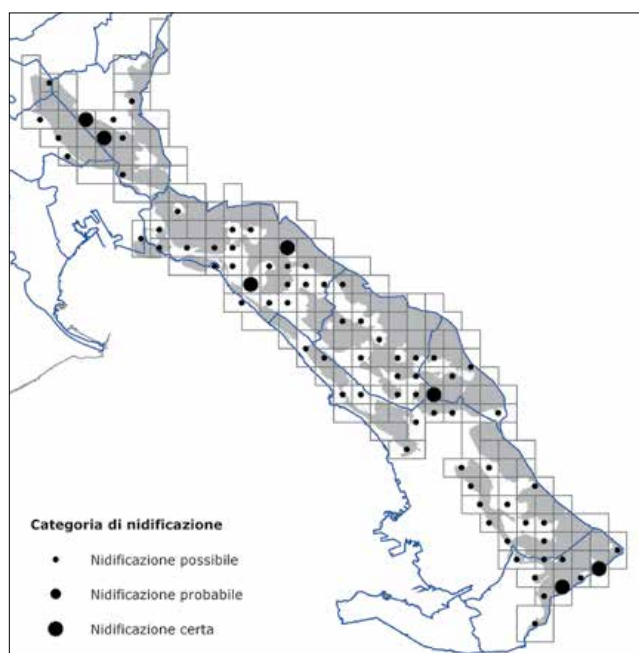 Categoria di nidificazione
Nidificazione possibile
Nidificazione probabile
Nidificazione certa